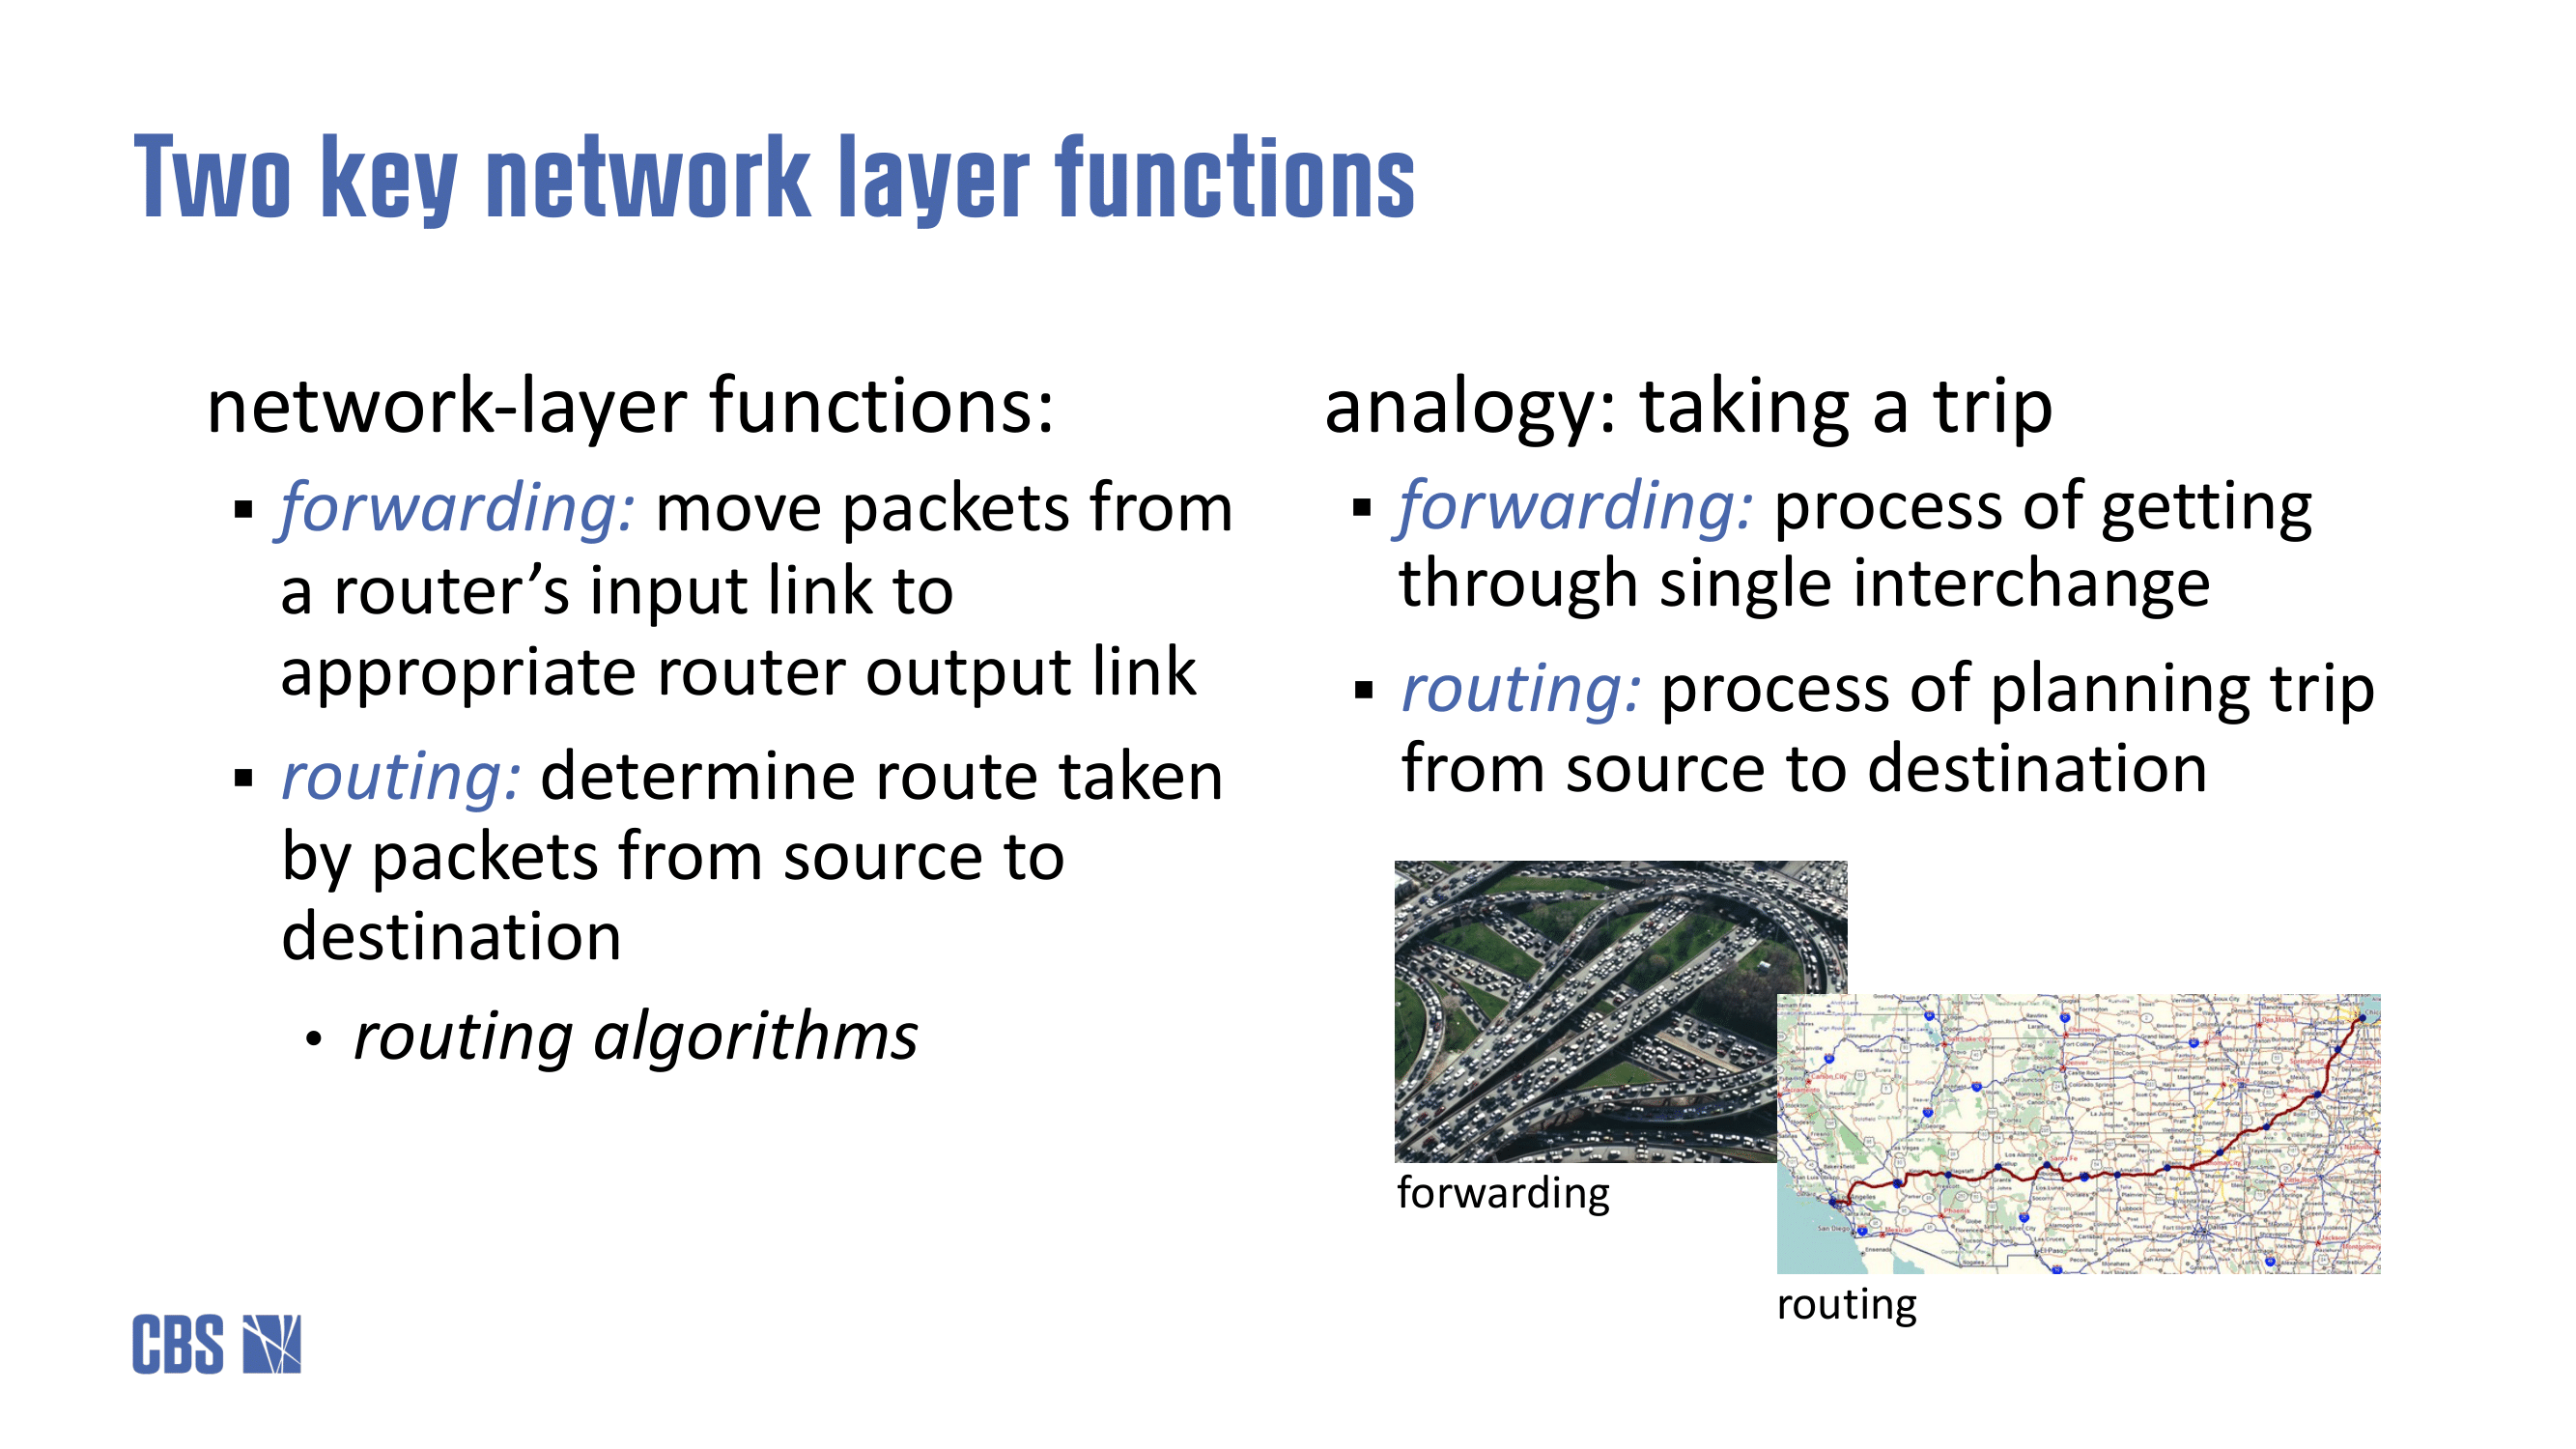 Two key network layer functions
network-layer functions:
▪ forwarding: move packets from
a router’s input link to
appropriate router output link
▪ routing: determine route taken
by packets from source to
destination
• routing algorithms
analogy: taking a trip
▪ forwarding: process of getting
through single interchange
▪ routing: process of planning trip
from source to destination
forwarding
routing
CBS